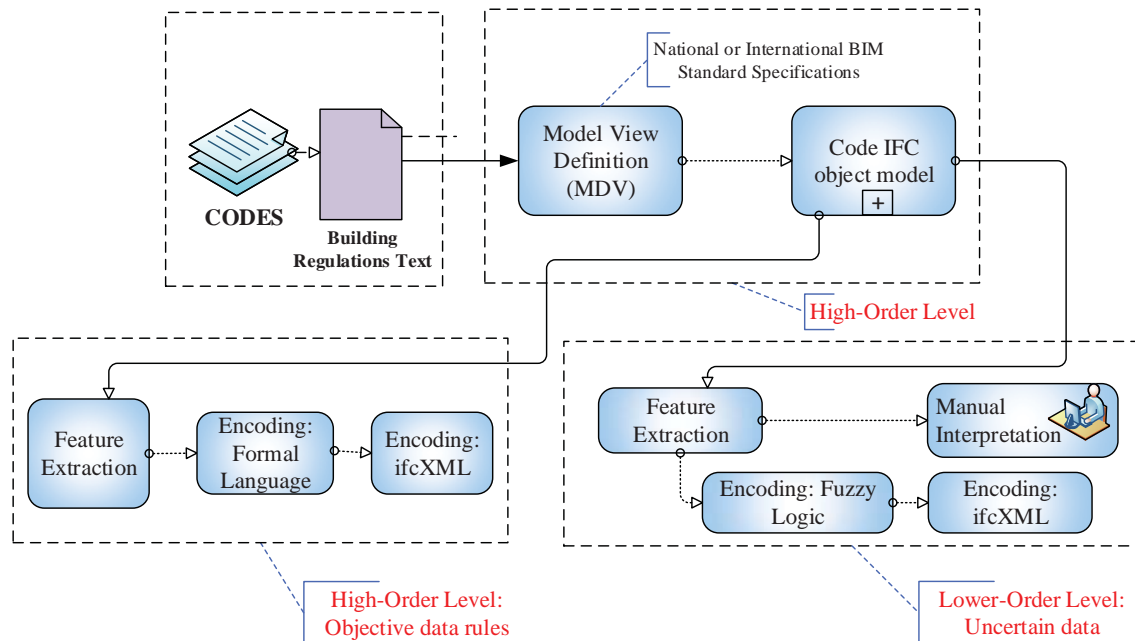 National or International BIM
Standard Specifications
CODES
Building
Regulations Text
Model View
Definition
(MDV)
Code IFC
object model
+
High-Order Level
Feature
Extraction
Encoding:
Formal
Language
Encoding:
ifcXML
Feature
Extraction
Manual
Interpretation
Encoding: Fuzzy
Logic
Encoding:
ifcXML
High-Order Level:
Objective data rules
Lower-Order Level:
Uncertain data